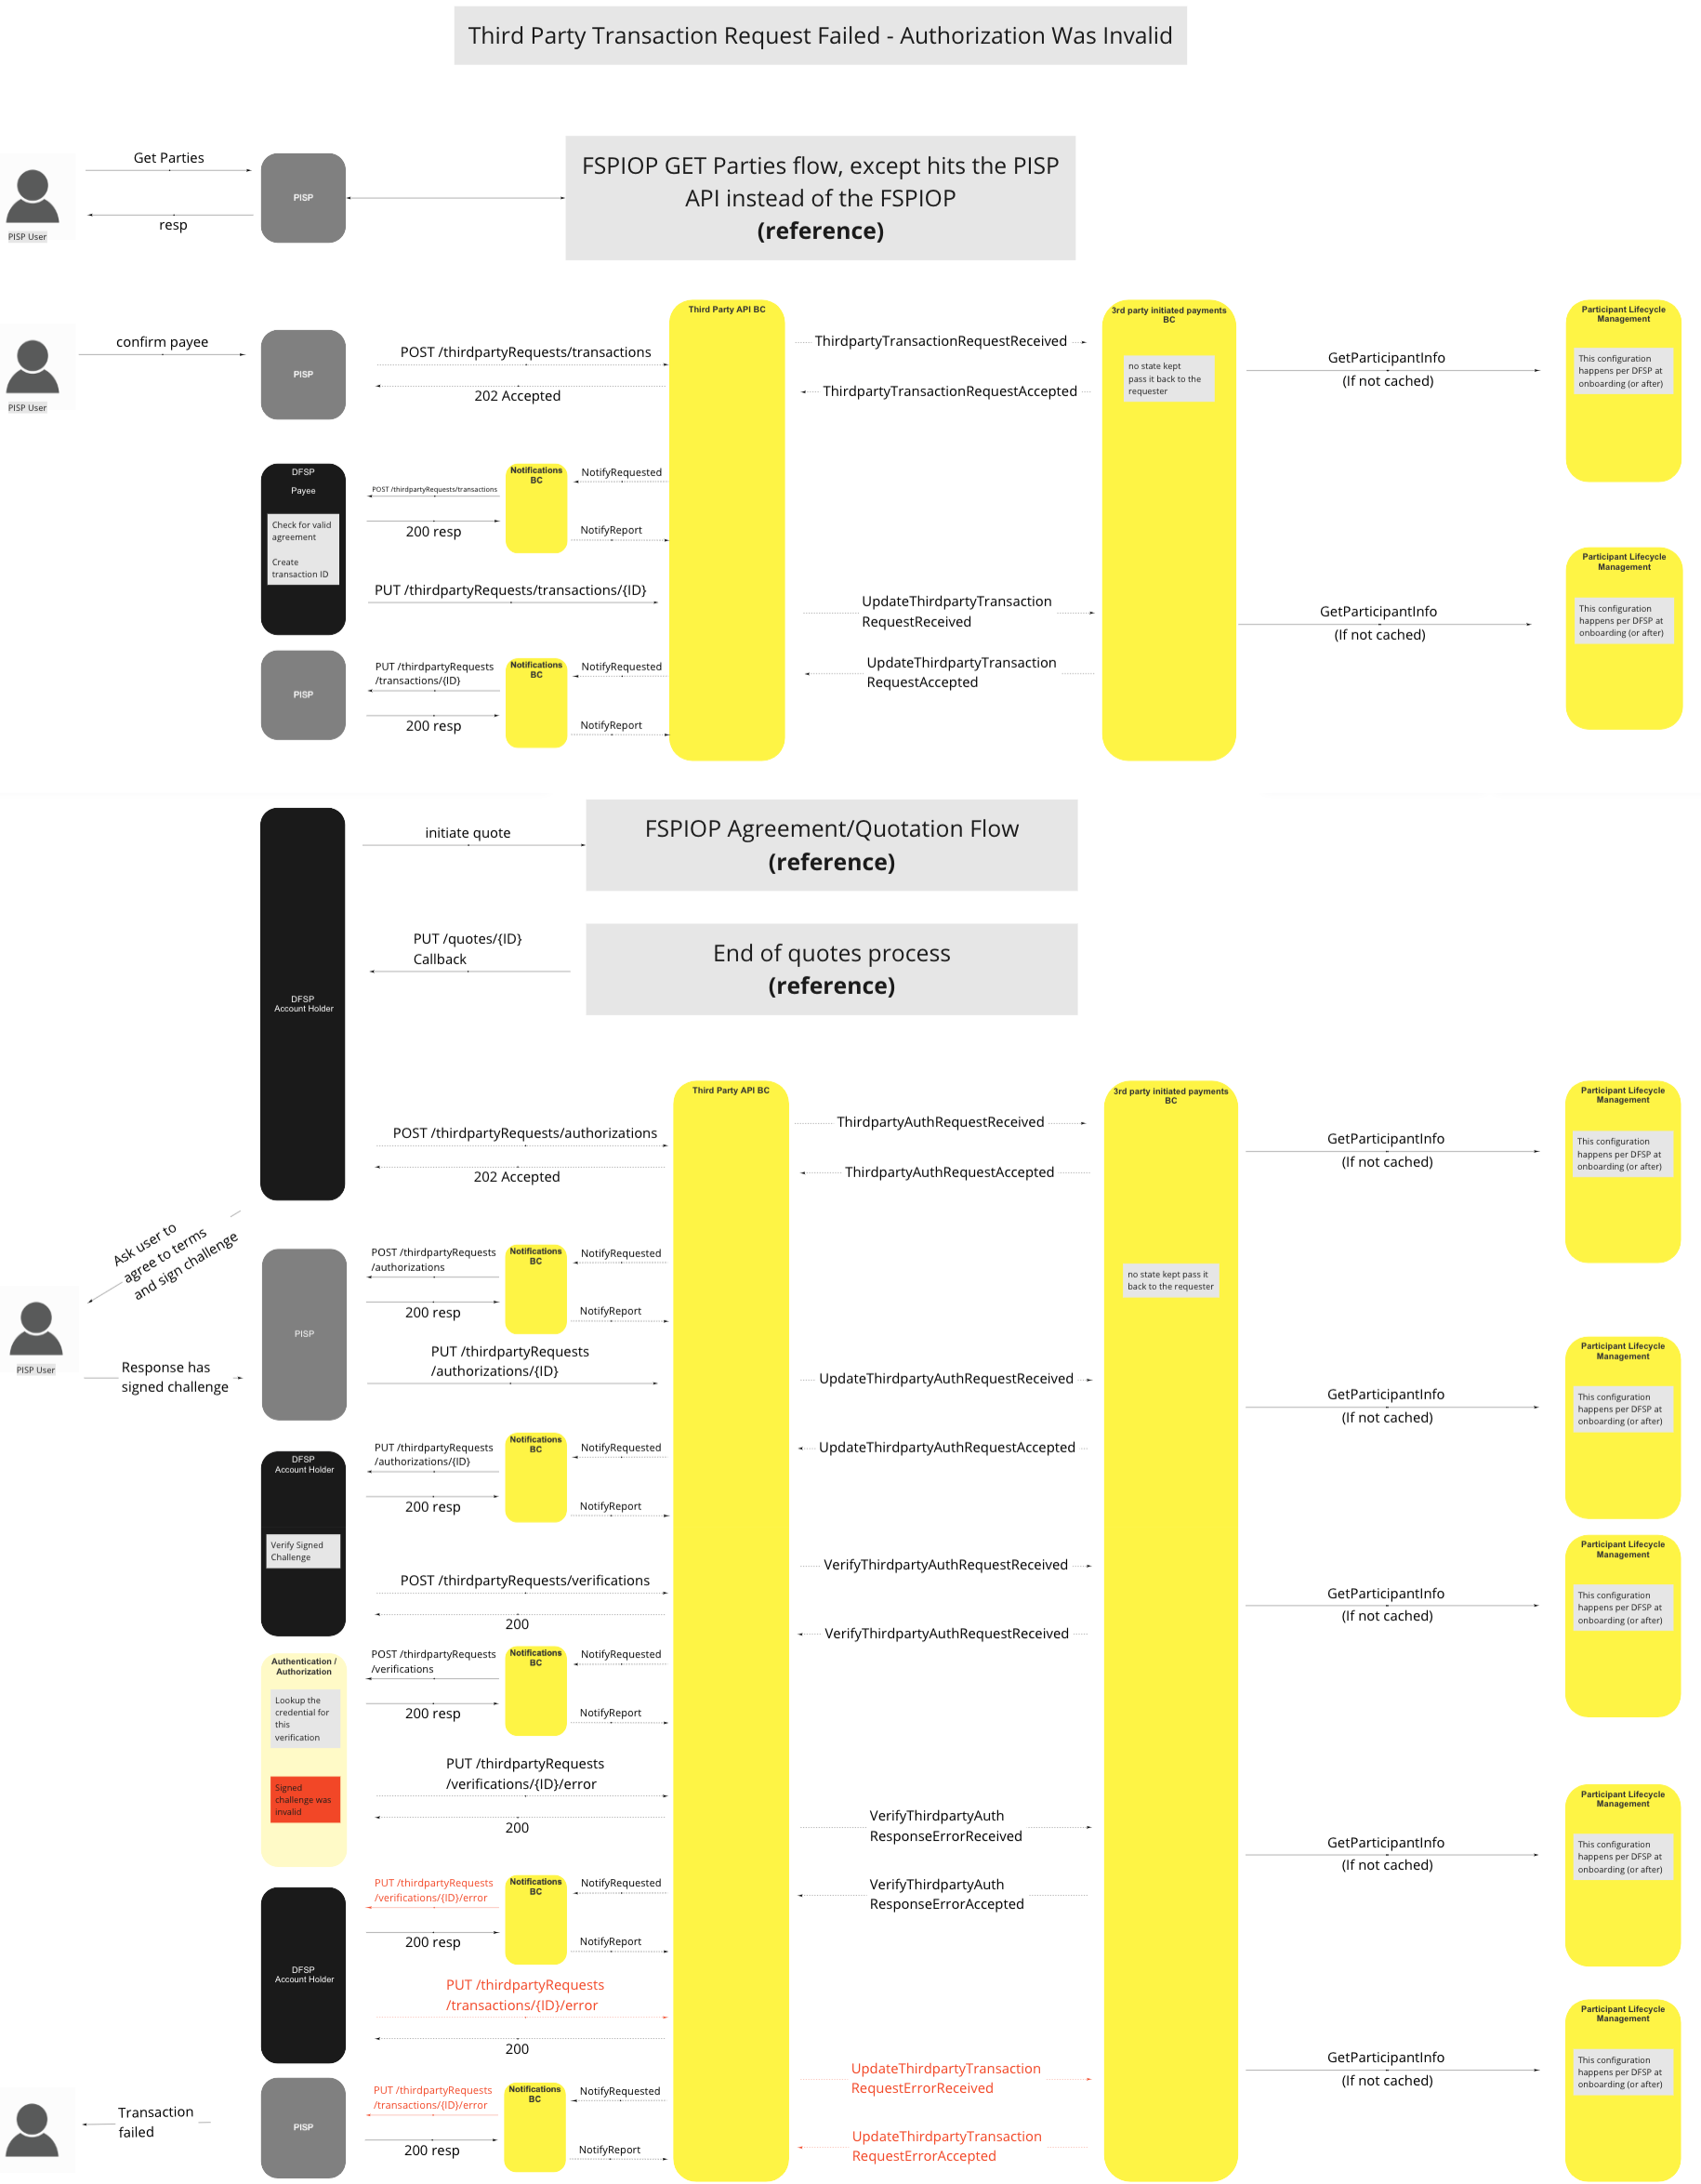 Third Party Transaction Request Failed - Authorization Was Invalid
Get Parties
resp
PISP User
PISP
FSPIOP GET Parties flow, except hits the PISP
API instead of the FSPIOP
(reference)
confirm payee
PISP User
PISP
POST /thirdpartyRequests/transactions
202 Accepted
Third Party API BC
ThirdpartyTransactionRequestReceived
ThirdpartyTransactionRequestAccepted
3rd party initiated payments
BC
no state kept
pass it back to the
requester
GetParticipantInfo
(If not cached)
Participant Lifecycle
Management
This configuration
happens per DFSP at
onboarding (or after)
DFSP
Payee
Check for valid
agreement
Create
transaction ID
POST /thirdpartyRequests/transactions
200 resp
Notifications
BC
NotifyRequested
NotifyReport
PUT /thirdpartyRequests/transactions/{ID}
UpdateThirdpartyTransaction
RequestReceived
GetParticipantInfo
(If not cached)
Participant Lifecycle
Management
This configuration
happens per DFSP at
onboarding (or after)
PISP
PUT /thirdpartyRequests
/transactions/{ID}
200 resp
Notifications
BC
NotifyRequested
NotifyReport
UpdateThirdpartyTransaction
RequestAccepted
DFSP
Account Holder
initiate quote
FSPIOP Agreement/Quotation Flow
(reference)
PUT /quotes/{ID}
Callback
End of quotes process
(reference)
POST /thirdpartyRequests/authorizations
202 Accepted
Third Party API BC
ThirdpartyAuthRequestReceived
ThirdpartyAuthRequestAccepted
3rd party initiated payments
BC
GetParticipantInfo
(If not cached)
Participant Lifecycle
Management
This configuration
happens per DFSP at
onboarding (or after)
Ask user to
agree to terms
and sign challenge
PISP User
Response has
signed challenge
PISP
POST /thirdpartyRequests
/authorizations
200 resp
Notifications
BC
NotifyRequested
NotifyReport
no state kept pass it
back to the requester
PUT /thirdpartyRequests
/authorizations/{ID}
UpdateThirdpartyAuthRequestReceived
GetParticipantInfo
(If not cached)
Participant Lifecycle
Management
This configuration
happens per DFSP at
onboarding (or after)
DFSP
Account Holder
Verify Signed
Challenge
PUT /thirdpartyRequests
/authorizations/{ID}
200 resp
Notifications
BC
NotifyRequested
NotifyReport
UpdateThirdpartyAuthRequestAccepted
POST /thirdpartyRequests/verifications
200
VerifyThirdpartyAuthRequestReceived
VerifyThirdpartyAuthRequestReceived
GetParticipantInfo
(If not cached)
Participant Lifecycle
Management
This configuration
happens per DFSP at
onboarding (or after)
Authentication /
Authorization
Lookup the
credential for
this
verification
Signed
challenge was
invalid
POST /thirdpartyRequests
/verifications
200 resp
Notifications
BC
NotifyRequested
NotifyReport
PUT /thirdpartyRequests
/verifications/{ID}/error
200
VerifyThirdpartyAuth
ResponseErrorReceived
VerifyThirdpartyAuth
ResponseErrorAccepted
GetParticipantInfo
(If not cached)
Participant Lifecycle
Management
This configuration
happens per DFSP at
onboarding (or after)
DFSP
Account Holder
PUT /thirdpartyRequests
/verifications/{ID}/error
200 resp
Notifications
BC
NotifyRequested
NotifyReport
PUT /thirdpartyRequests
/transactions/{ID}/error
200
UpdateThirdpartyTransaction
RequestErrorReceived
UpdateThirdpartyTransaction
RequestErrorAccepted
GetParticipantInfo
(If not cached)
Participant Lifecycle
Management
This configuration
happens per DFSP at
onboarding (or after)
Transaction
failed
PISP
PUT /thirdpartyRequests
/transactions/{ID}/error
200 resp
Notifications
BC
NotifyRequested
NotifyReport